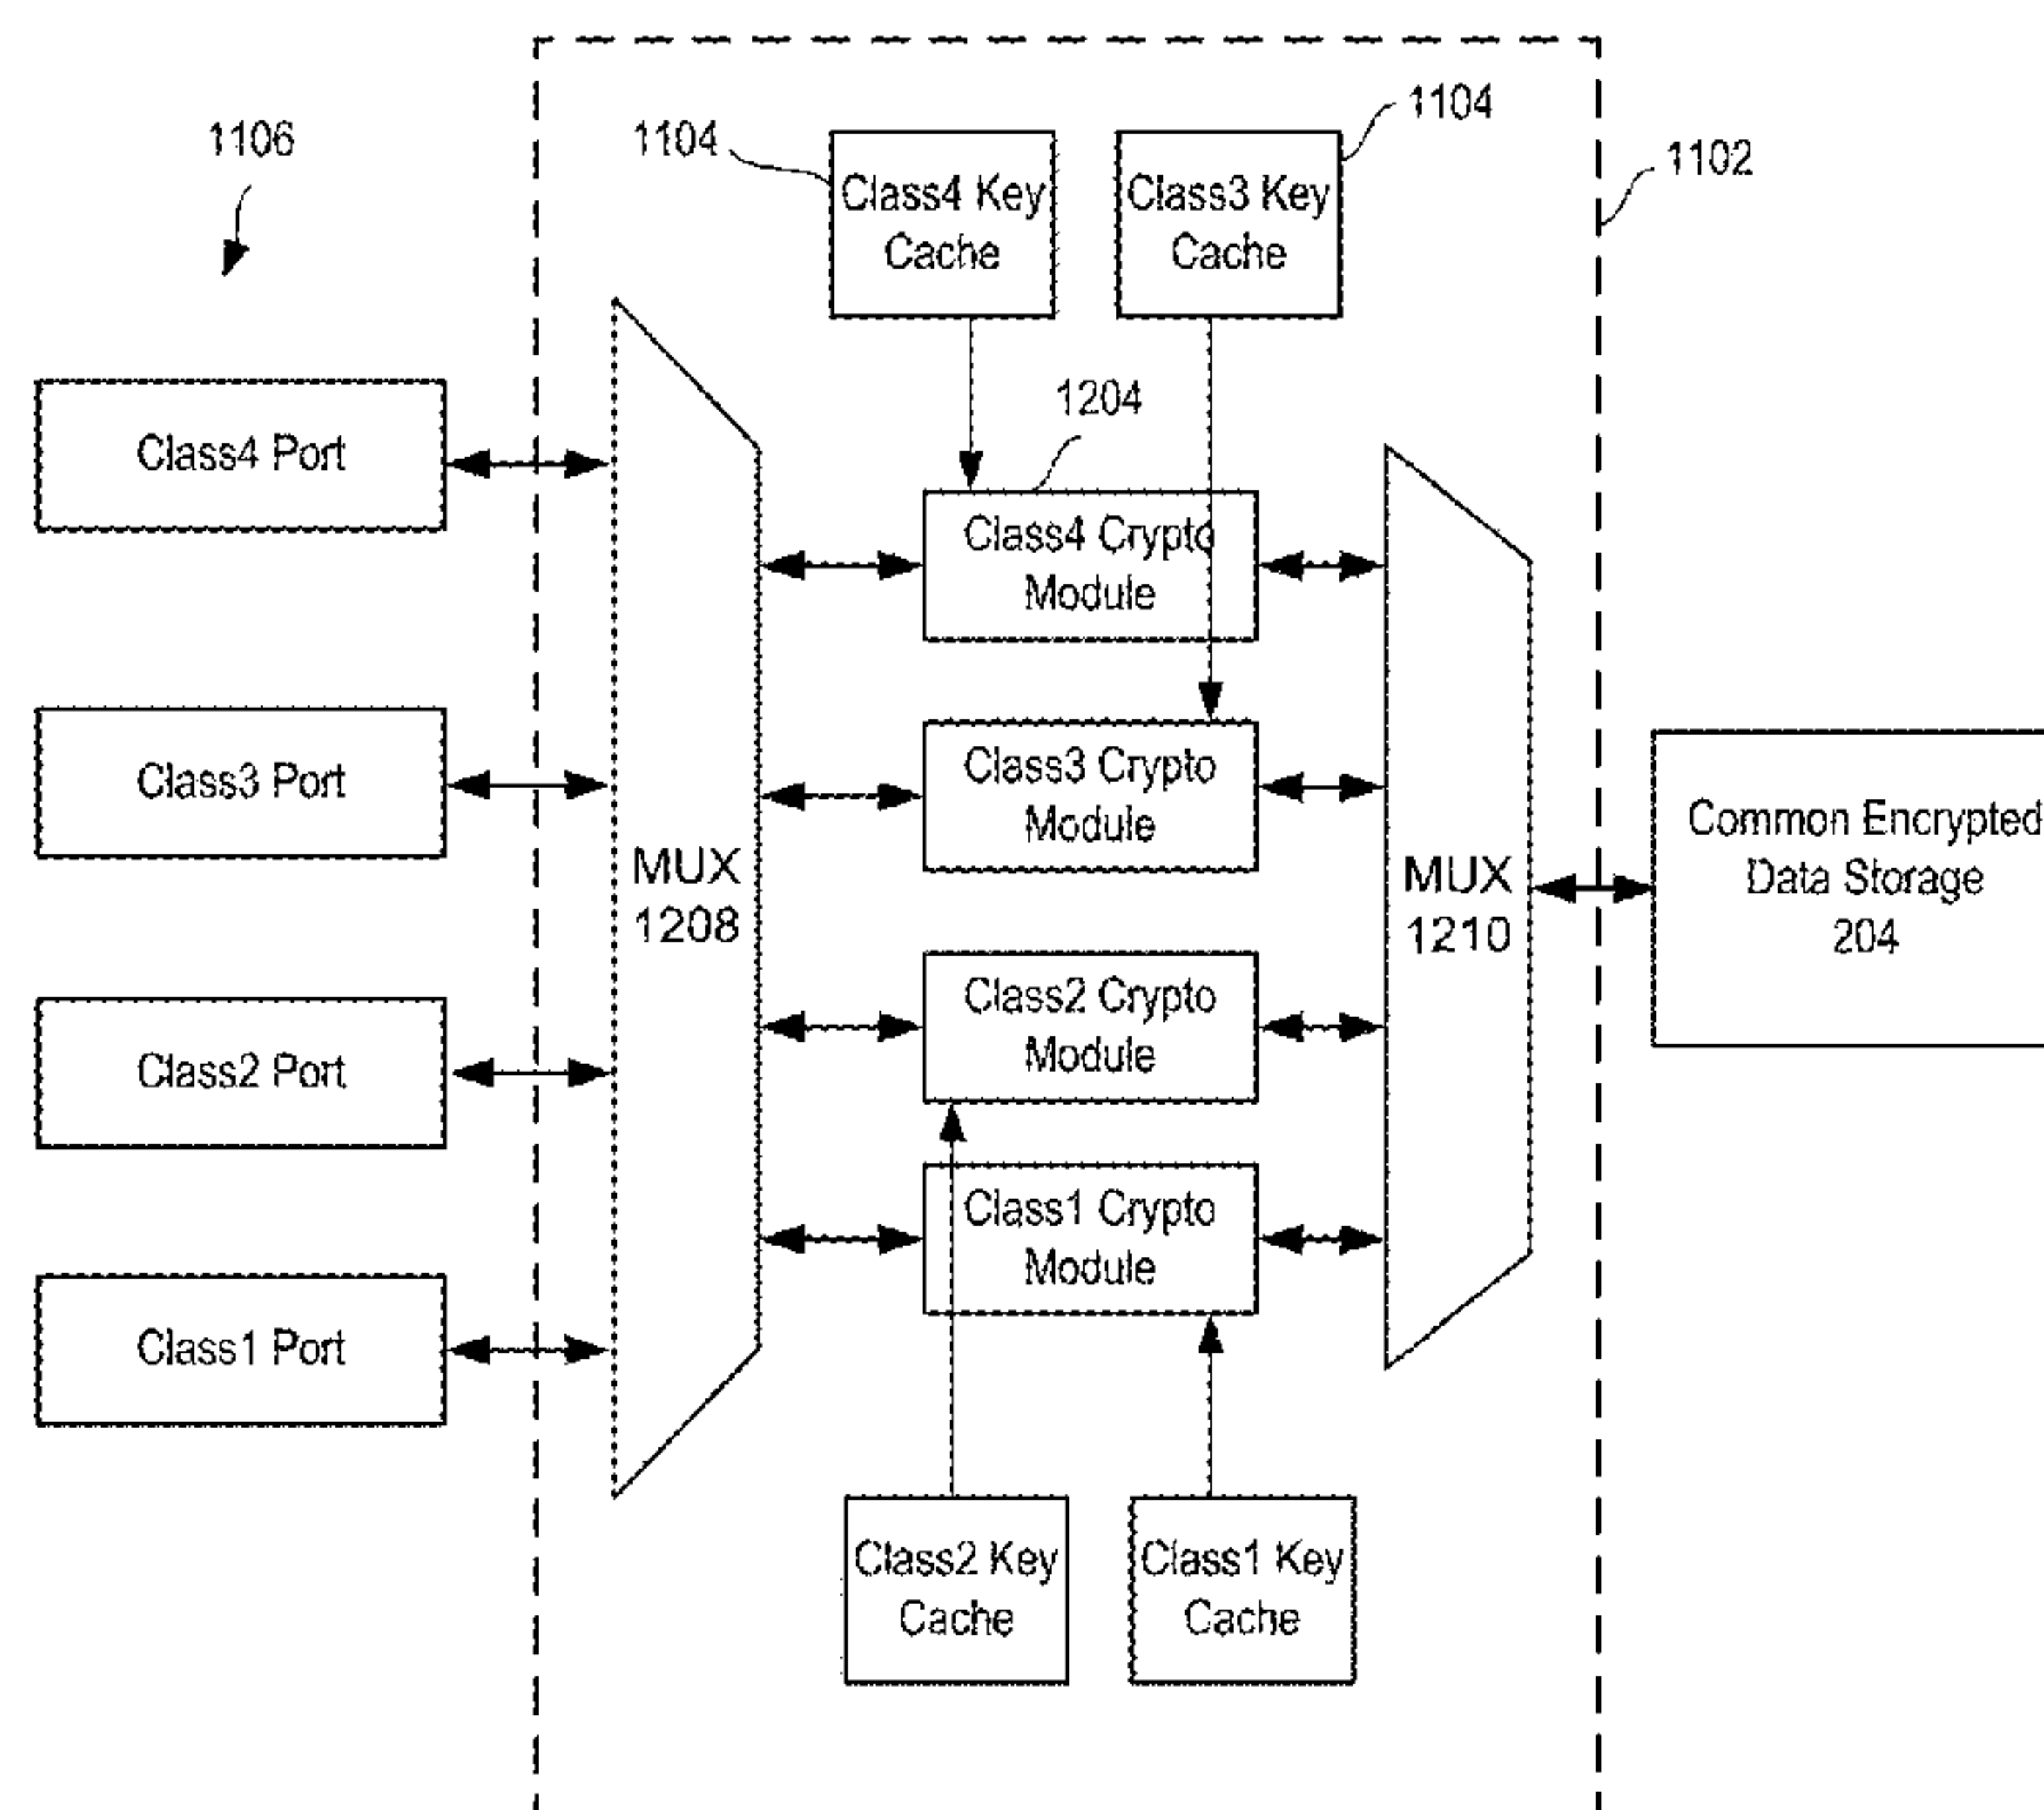 1106
1104
1104
1102
Class4 Key
Cache
Class3 Key
Cache
1204
Class4 Port
Class4 Crypto
Module
Class3 Port
Class3 Crypto
Module
MUX
1208
MUX
1210
Common Encrypted
Data Storage
204
Class2 Port
Class2 Crypto
Module
Class1 Port
Class1 Crypto
Module
Class2 Key
Cache
Class1 Key
Cache